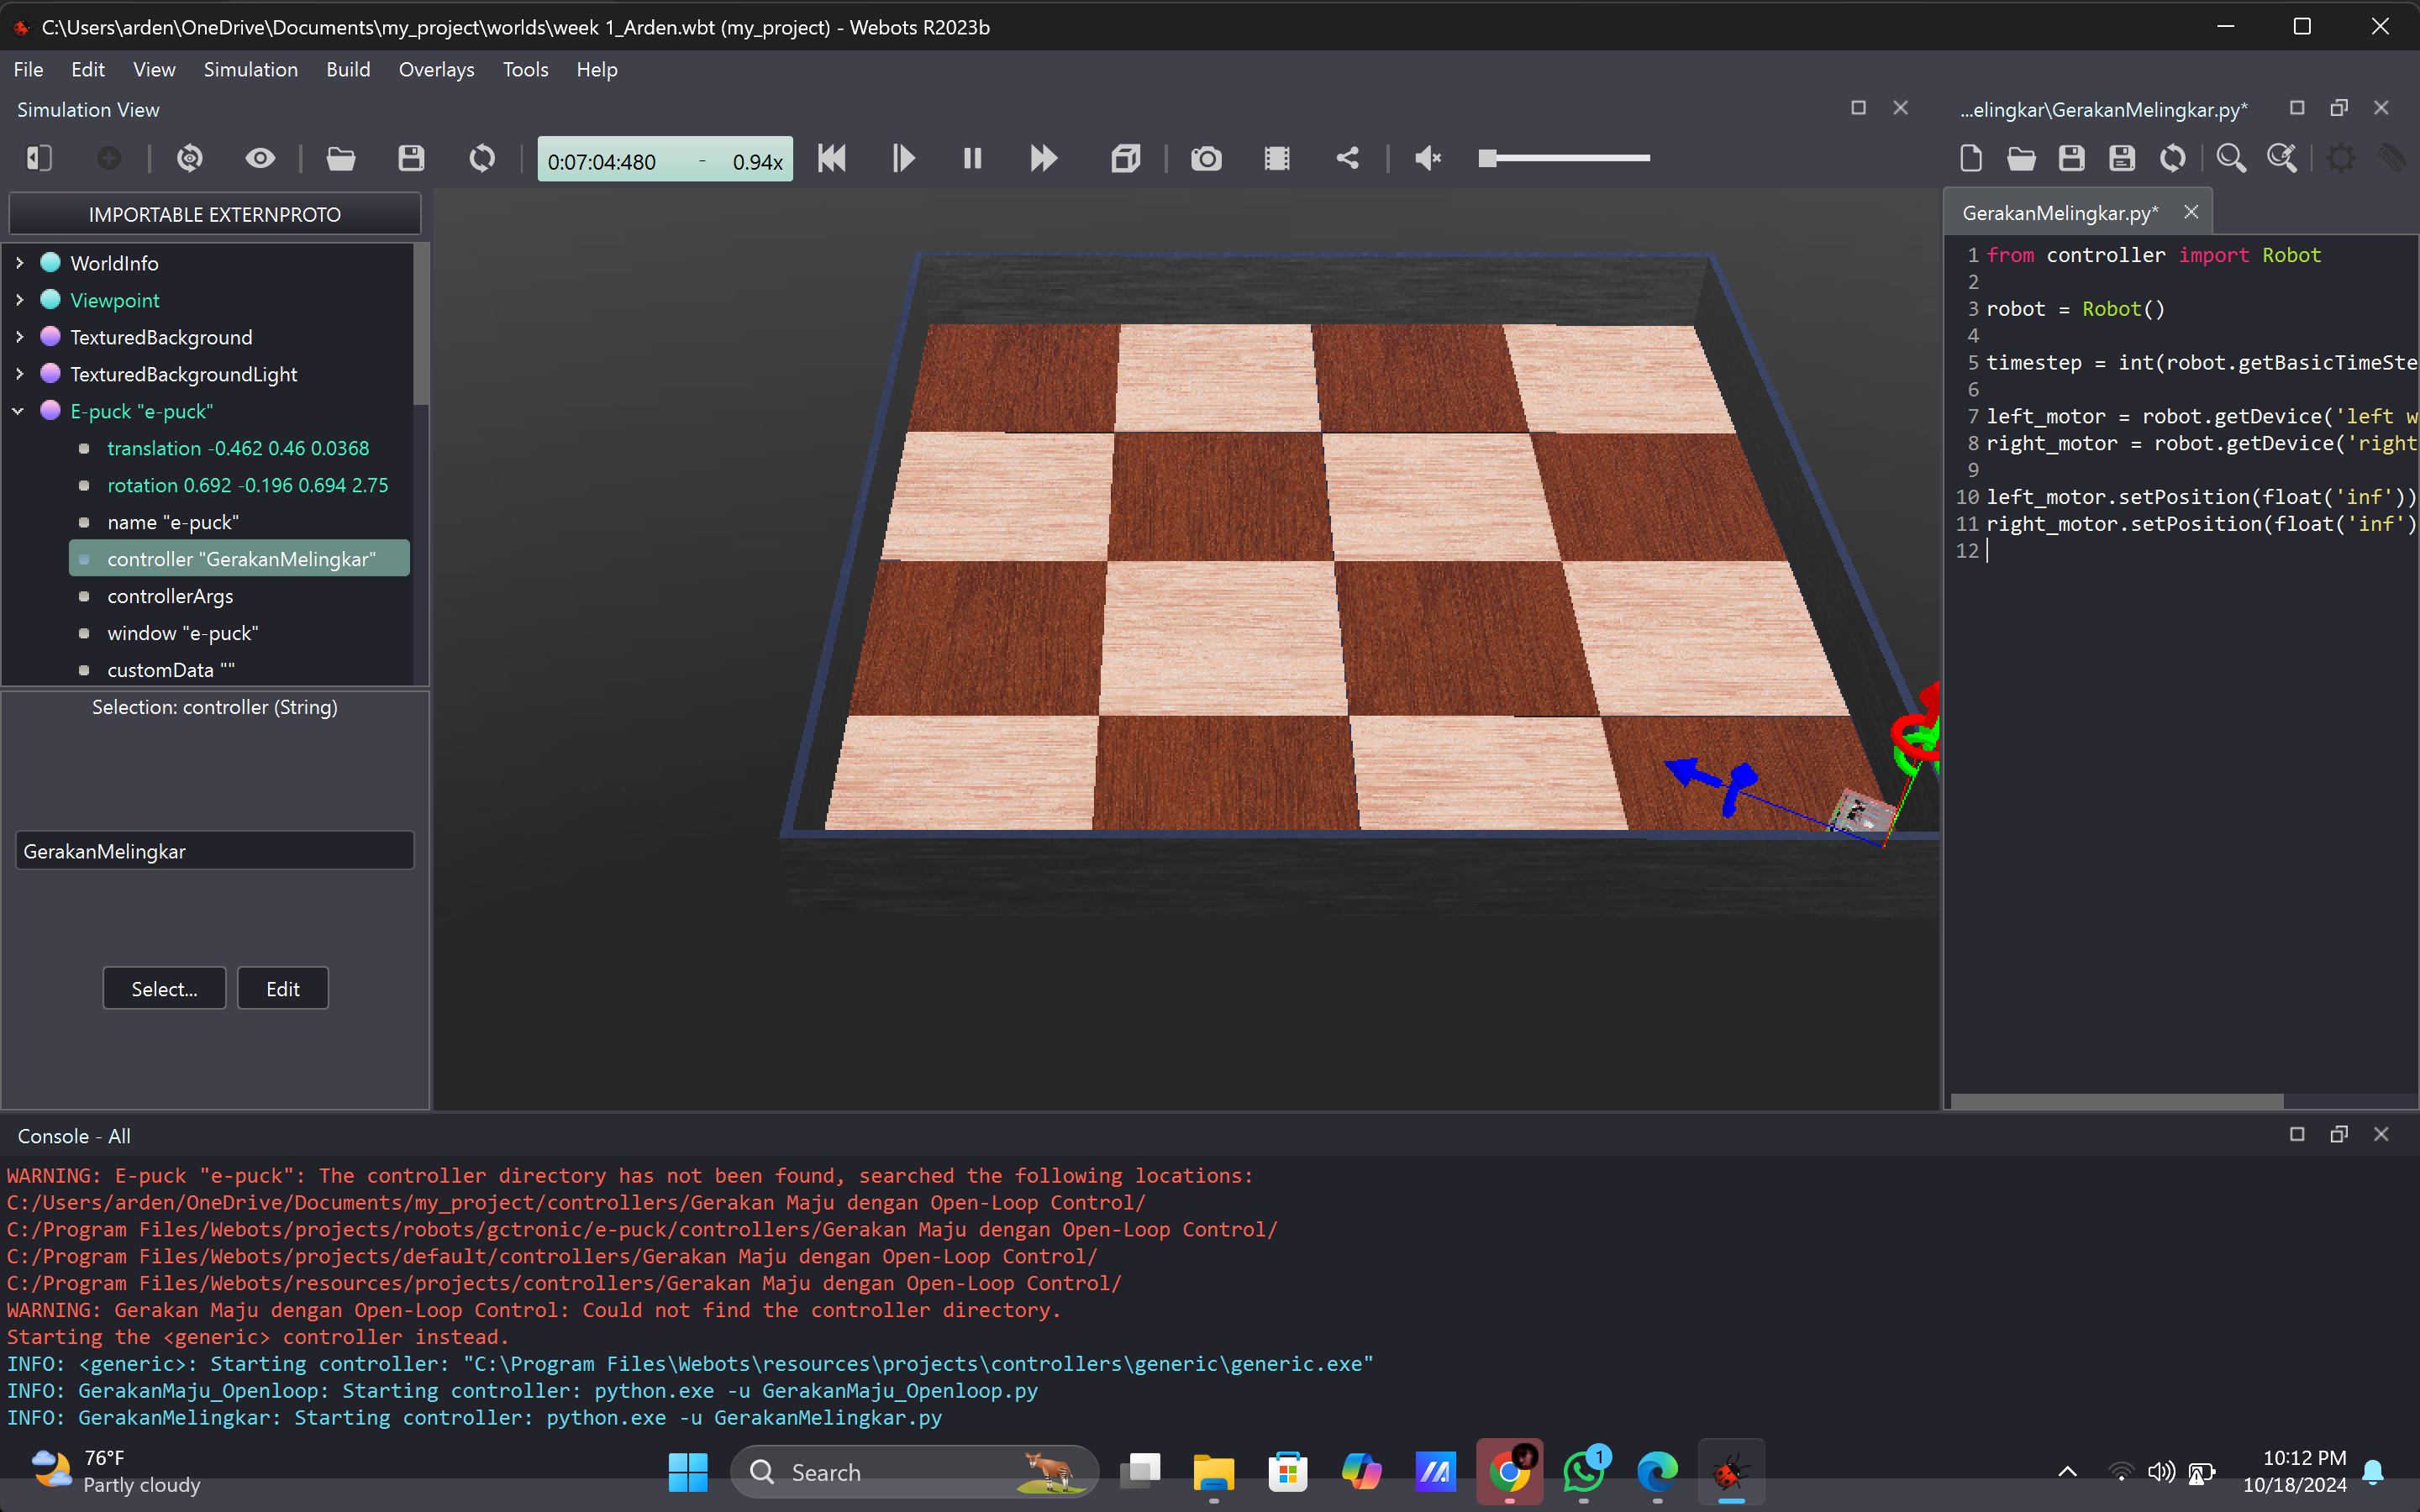 C:\Users\arden\OneDrive\Documents\my_project\worlds\week 1_Arden.wbt (my_project) - Webots R2023b
File Edit View Simulation Build Overlays Tools Help
Simulation View
0:07:04:480 - 0.94x
IMPORTABLE EXTERNPROTO
WorldInfo
Viewpoint
TexturedBackground
TexturedBackgroundLight
E-puck "e-puck"
translation -0.462 0.46 0.0368
rotation 0.692 -0.196 0.694 2.75
name "e-puck"
controller "GerakanMelingkar"
controllerArgs
window "e-puck"
customData ""
Selection: controller (String)
GerakanMelingkar
Select...
Edit
...elingkar\GerakanMelingkar.py*
GerakanMelingkar.py*
1 from controller import Robot
2
3 robot = Robot()
4
5 timestep = int(robot.getBasicTimeSte
6
7 left_motor = robot.getDevice('left w
8 right_motor = robot.getDevice('right
9
10 left_motor.setPosition(float('inf'))
11 right_motor.setPosition(float('inf')
12
Console - All
WARNING: E-puck "e-puck": The controller directory has not been found, searched the following locations:
C:/Users/arden/OneDrive/Documents/my_project/controllers/Gerakan Maju dengan Open-Loop Control/
C:/Program Files/Webots/projects/robots/gctronic/e-puck/controllers/Gerakan Maju dengan Open-Loop Control/
C:/Program Files/Webots/projects/default/controllers/Gerakan Maju dengan Open-Loop Control/
C:/Program Files/Webots/resources/projects/controllers/Gerakan Maju dengan Open-Loop Control/
WARNING: Gerakan Maju dengan Open-Loop Control: Could not find the controller directory.
Starting the <generic> controller instead.
INFO: <generic>: Starting controller: "C:\Program Files\Webots\resources\projects\controllers\generic\generic.exe"
INFO: GerakanMaju_Openloop: Starting controller: python.exe -u GerakanMaju_Openloop.py
INFO: GerakanMelingkar: Starting controller: python.exe -u GerakanMelingkar.py
76°F
Partly cloudy
Search
1
10:12 PM
10/18/2024